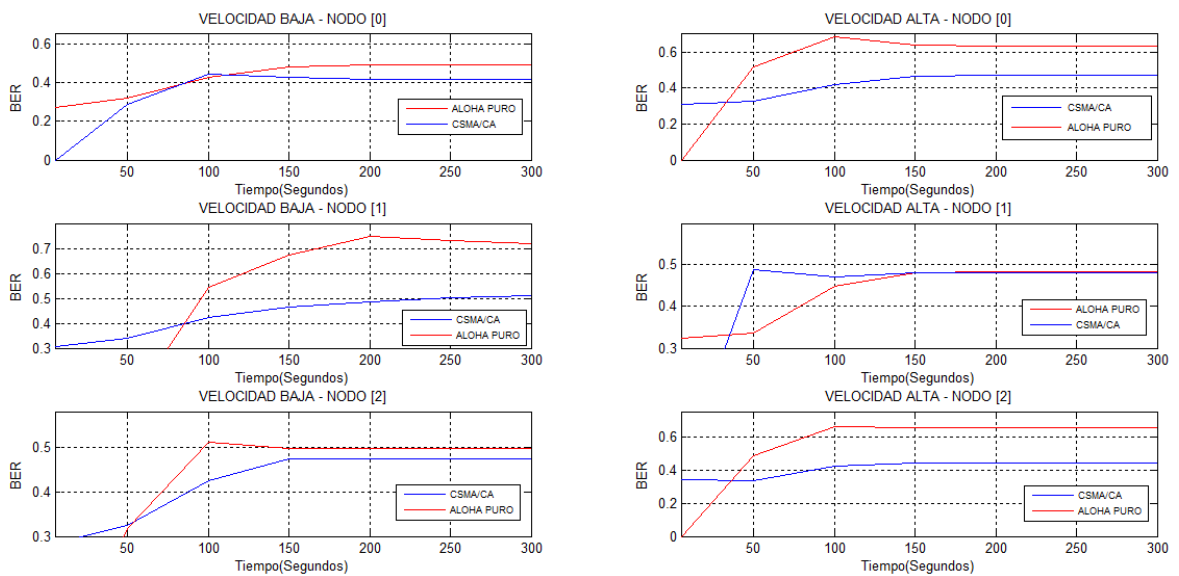 VELOCIDAD BAJA - NODO [0]
BER
0.6
0.4
0.2
0
ALOHA PURO
CSMA/CA
50 100 150 200 250 300
Tiempo(Segundos)
VELOCIDAD ALTA - NODO [0]
BER
0.6
0.4
0.2
0
CSMA/CA
ALOHA PURO
50 100 150 200 250 300
Tiempo(Segundos)
VELOCIDAD BAJA - NODO [1]
BER
0.7
0.6
0.5
0.4
0.3
CSMA/CA
ALOHA PURO
50 100 150 200 250 300
Tiempo(Segundos)
VELOCIDAD ALTA - NODO [1]
BER
0.5
0.4
0.3
ALOHA PURO
CSMA/CA
50 100 150 200 250 300
Tiempo(Segundos)
VELOCIDAD BAJA - NODO [2]
BER
0.5
0.4
0.3
CSMA/CA
ALOHA PURO
50 100 150 200 250 300
Tiempo(Segundos)
VELOCIDAD ALTA - NODO [2]
BER
0.6
0.4
0.2
0
CSMA/CA
ALOHA PURO
50 100 150 200 250 300
Tiempo(Segundos)